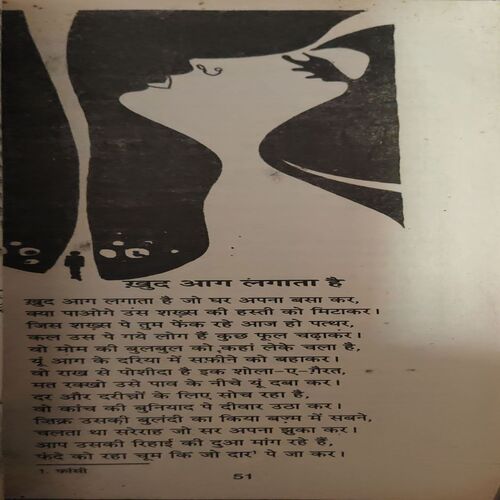 ख़ुद आग लगाता है
ख़ुद आग लगाता है जो घर अपना बसा कर,
क्या पाओगे उस शख़्स की हस्ती को मिटाकर।
जिस शख़्स पे तुम फेंक रहे आज हो पत्थर,
कल उस पे गये लोग हैं कुछ फूल चढ़ाकर।
वो मोम की बुलबुल को कहां लेके चला है,
यूं आग के दरिया में सफ़ीने को बहाकर।
वो राख से पोशीदा है इक शोला-ए-ग़ैरत,
मत रक्खो उसे पाव के नीचे यूं दबा कर।
दर और दरीचों के लिए सोच रहा है,
वो कांच की बुनियाद पे दीवार उठा कर।
ज़िक्र उसकी बुलंदी का किया बज़्म में सबने,
चलता था सरेराह जो सर अपना झुका कर।
आप उसकी रिहाई की दुआ मांग रहे हैं,
फंदे को रहा चूम कि जो दार' पे जा कर।
1. फांसी
51